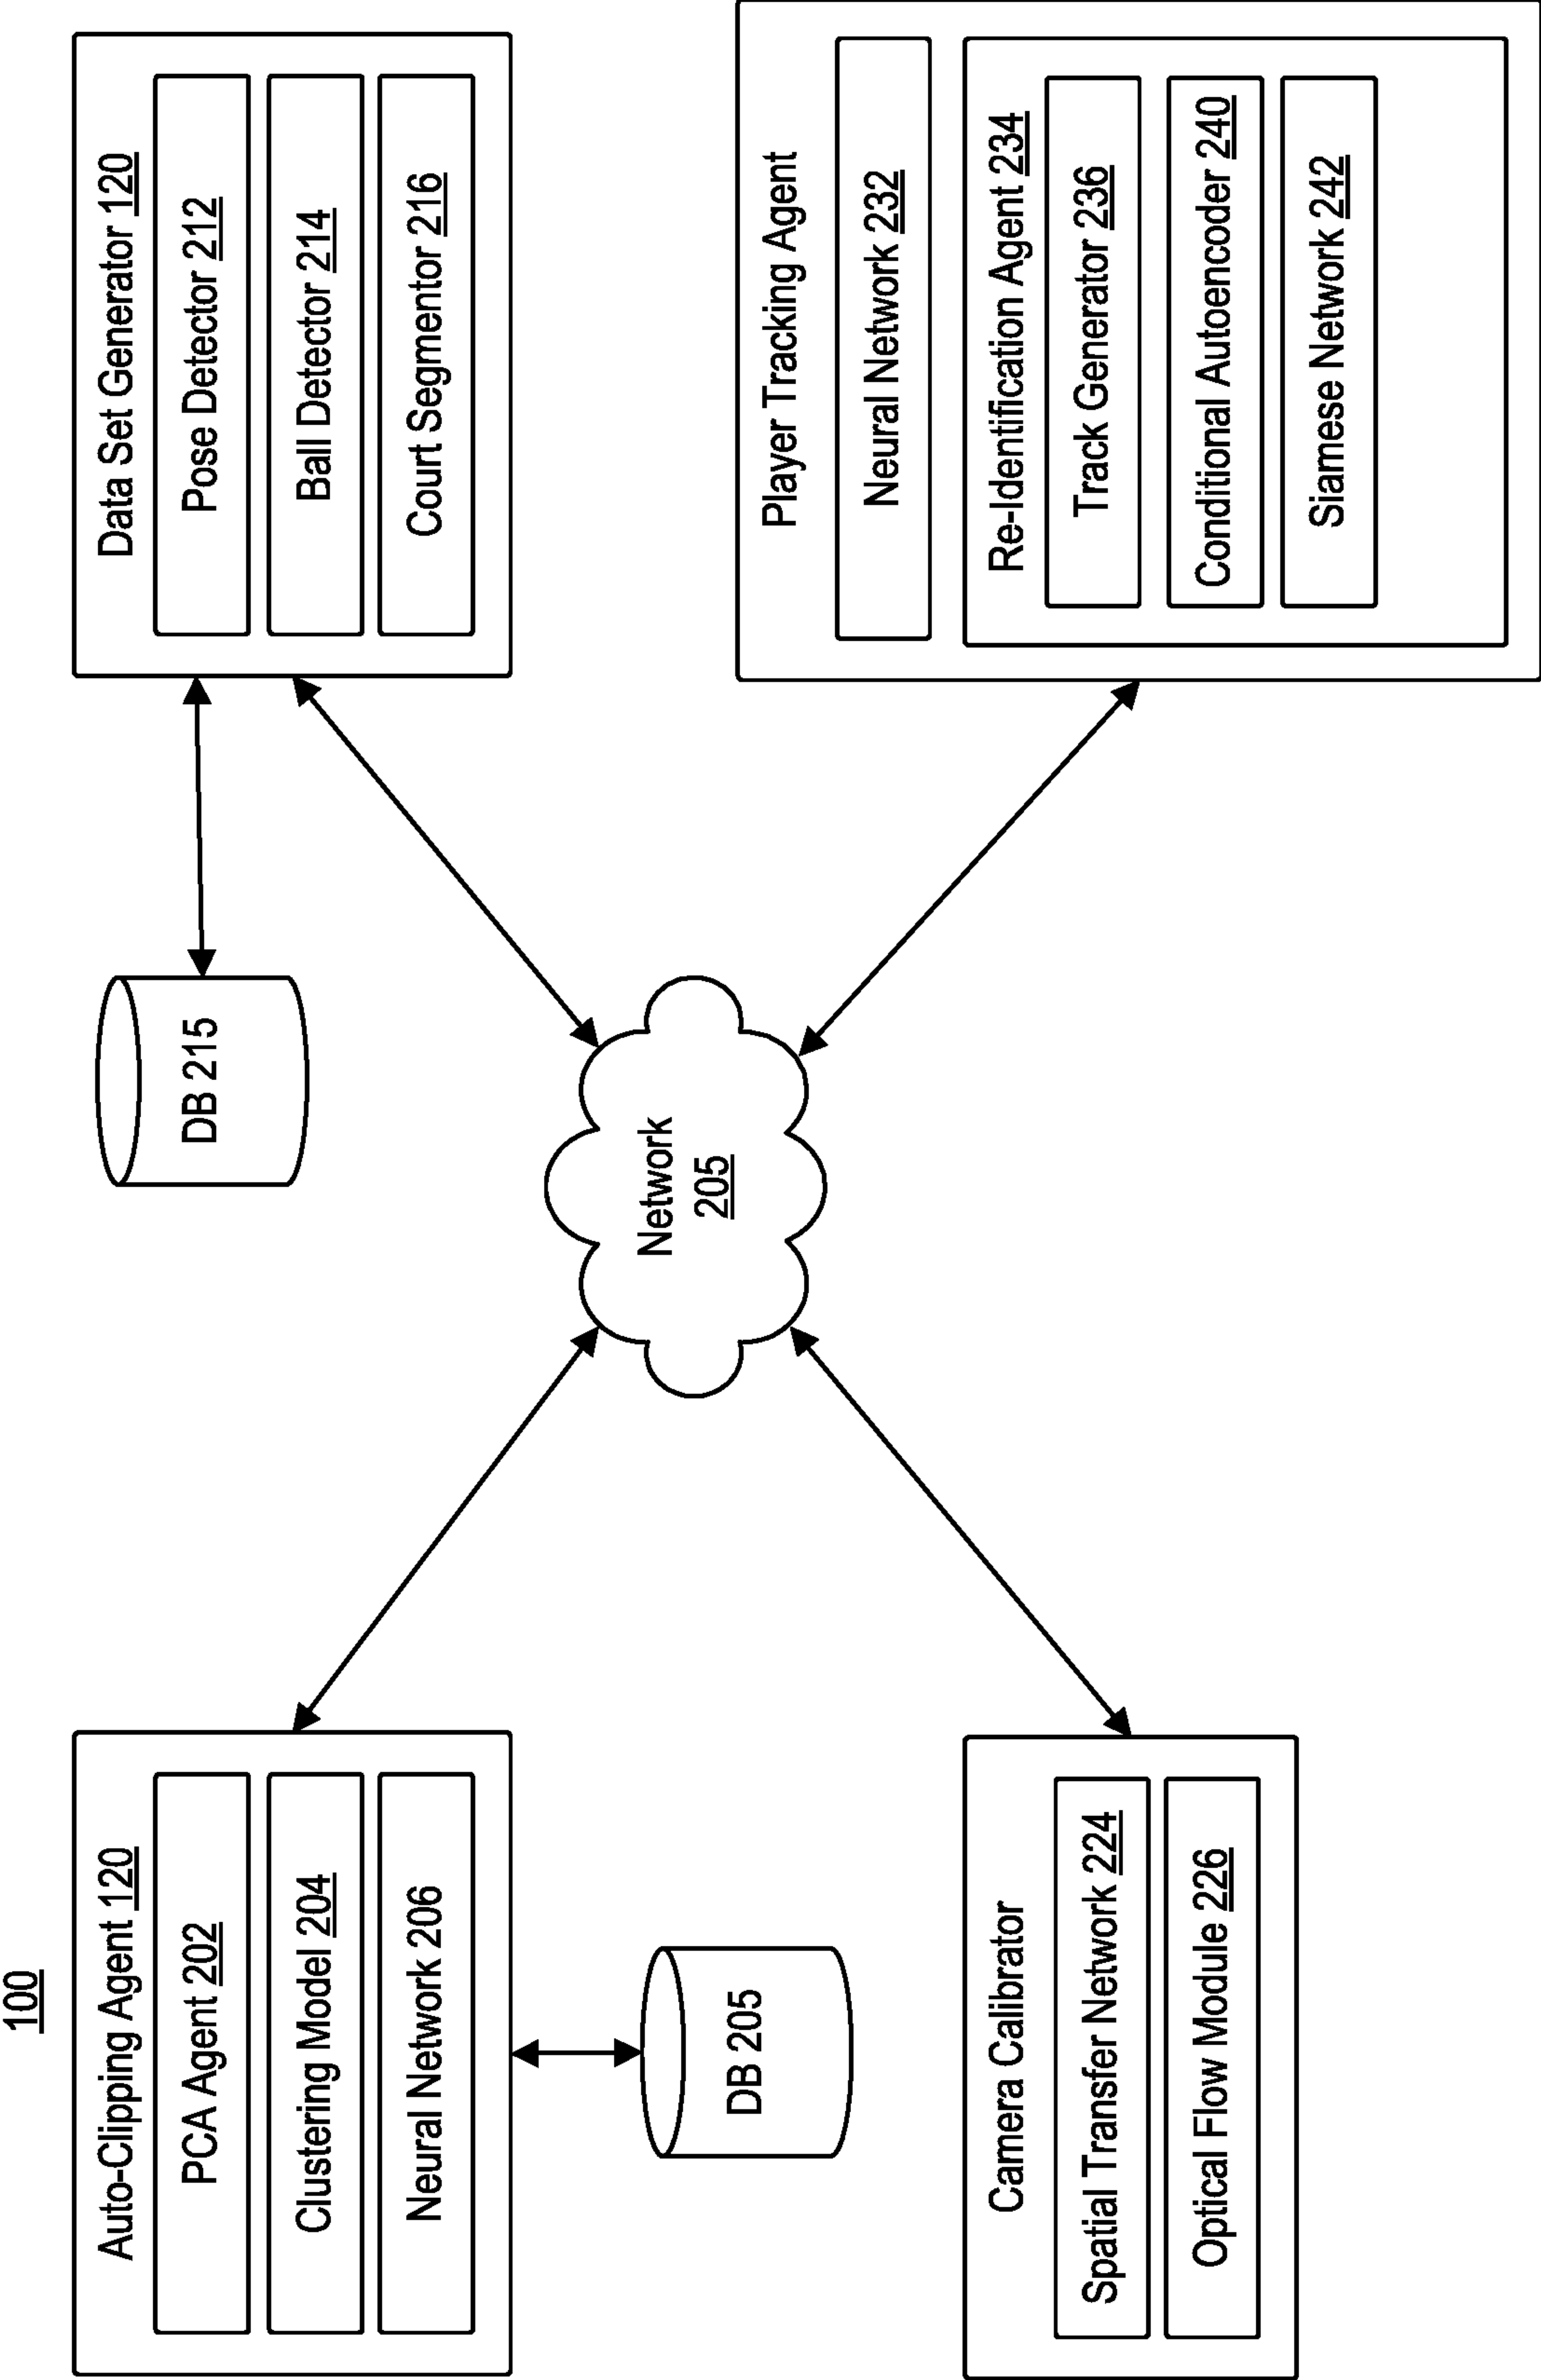 100
Auto-Clipping Agent 120
PCA Agent 202
Clustering Model 204
Neural Network 206
DB 205
Data Set Generator 120
Pose Detector 212
Ball Detector 214
Court Segmentor 216
DB 215
Network
205
Camera Calibrator
Spatial Transfer Network 224
Optical Flow Module 226
Player Tracking Agent
Neural Network 232
Re-Identification Agent 234
Track Generator 236
Conditional Autoencoder 240
Siamese Network 242